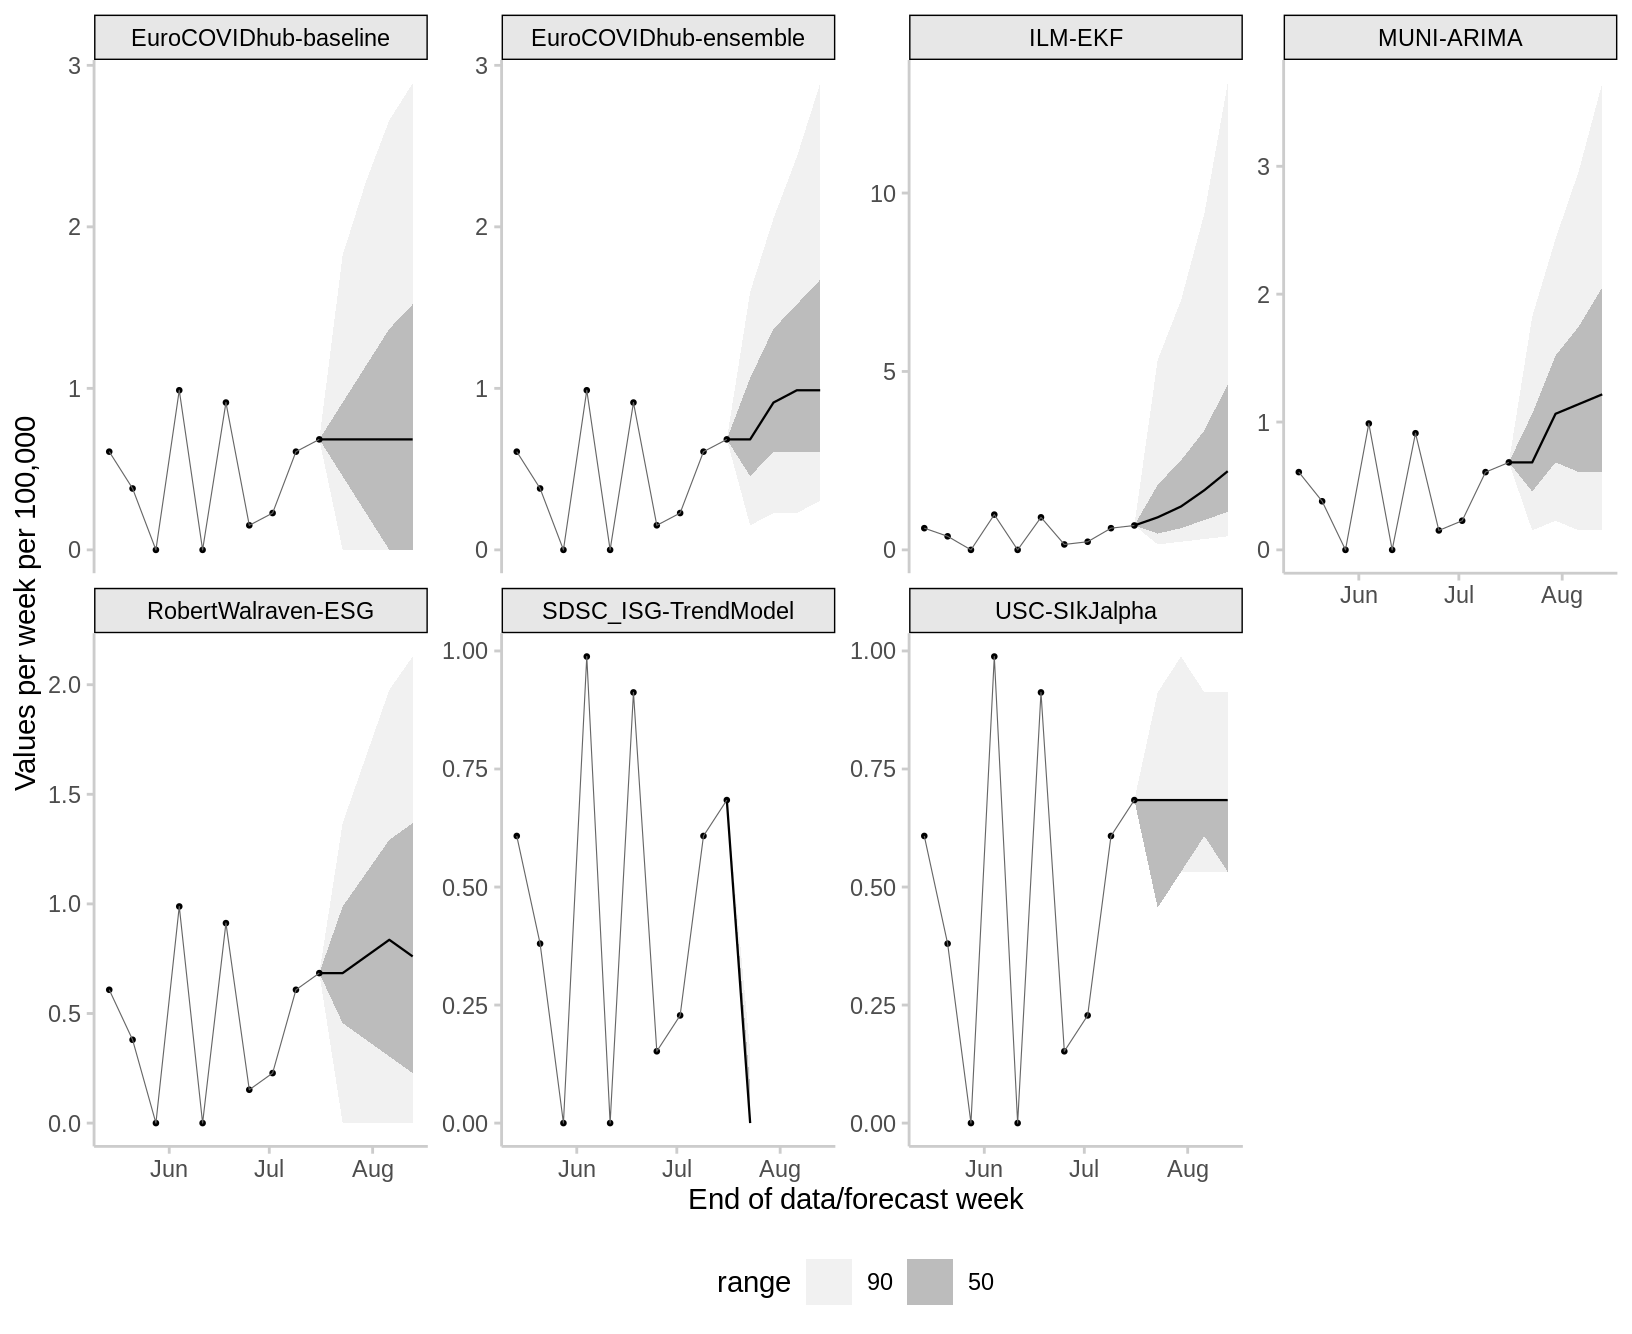 EuroCOVIDhub-baseline
EuroCOVIDhub-ensemble
ILM-EKF
MUNI-ARIMA
3
2
1
0
3
2
1
0
10
5
0
3
2
1
0
Jun Jul Aug
Values per week per 100,000
RobertWalraven-ESG
SDSC_ISG-TrendModel
USC-SIkJalpha
2.0
1.5
1.0
0.5
0.0
Jun Jul Aug
1.00
0.75
0.50
0.25
0.00
Jun Jul Aug
1.00
0.75
0.50
0.25
0.00
Jun Jul Aug
End of data/forecast week
range 90 50